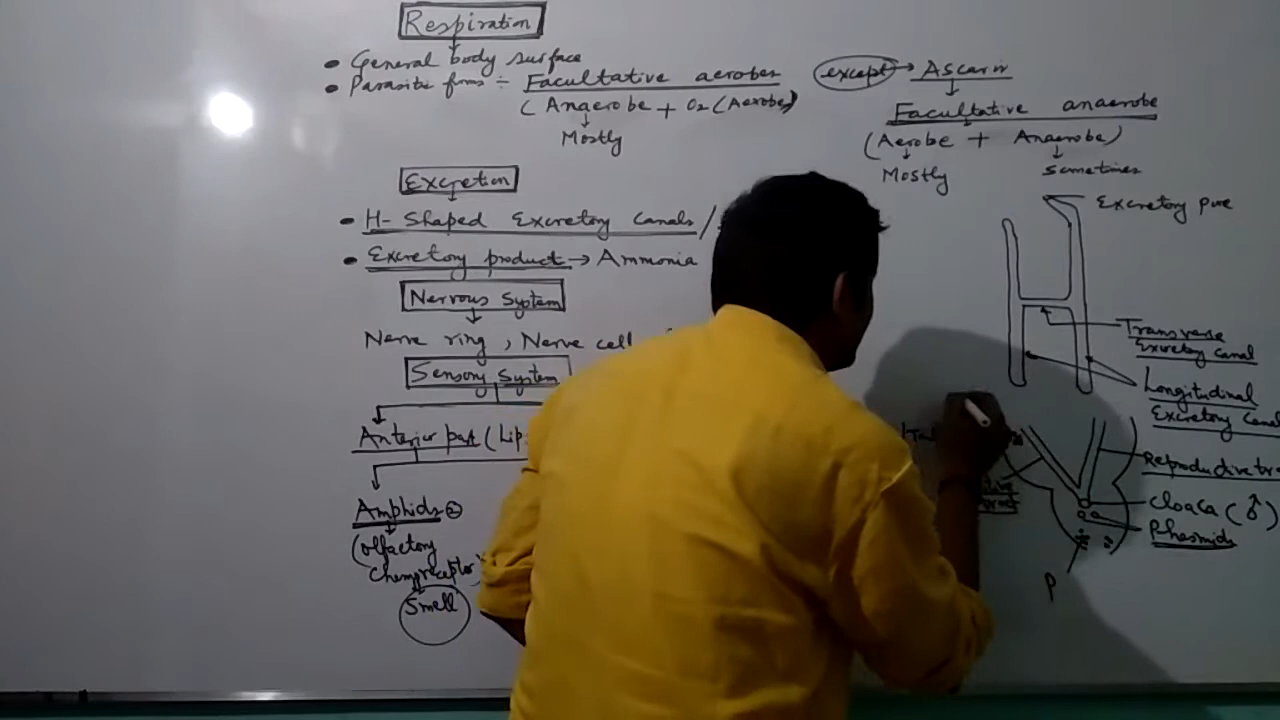 Respiration
• General body surface
• Parasitic forms ÷ Facultative aerobes
(Anaerobe + O2 (Aerobe)
Mostly
except → Ascaris
Facultative anaerobe
(Aerobe + Anaerobe)
Mostly
Sometimes
Excretion
• H- Shaped Excretory Canals /
• Excretory product → Ammonia
Nervous System
Nerve ring, Nerve cell
Sensory System
Anterior part (Lip
Amphids
(olfactory
Chemoreceptor)
Smell
Excretory pore
Transverse
Excretory canal
Longitudinal
Excretory Canal
Reproductive tr
Cloaca (♂)
Phasmids
P